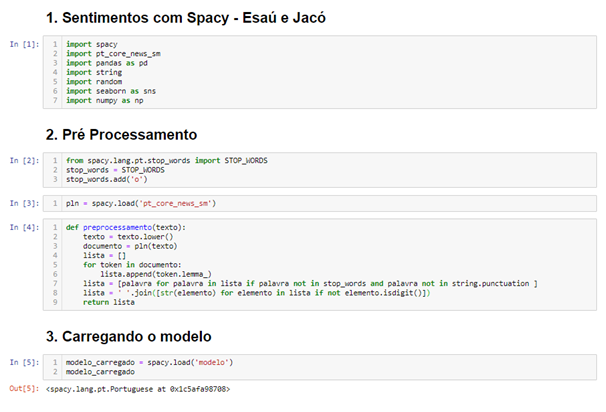 1. Sentimentos com Spacy - Esaú e Jacó
In [1]:
1 import spacy
2 import pt_core_news_sm
3 import pandas as pd
4 import string
5 import random
6 import seaborn as sns
7 import numpy as np
2. Pré Processamento
In [2]:
1 from spacy.lang.pt.stop_words import STOP_WORDS
2 stop_words = STOP_WORDS
3 stop_words.add('o')
In [3]:
1 pln = spacy.load('pt_core_news_sm')
In [4]:
1 def preprocessamento(texto):
2     texto = texto.lower()
3     documento = pln(texto)
4     lista = []
5     for token in documento:
6         lista.append(token.lemma_)
7     lista = [palavra for palavra in lista if palavra not in stop_words and palavra not in string.punctuation ]
8     lista = ' '.join([str(elemento) for elemento in lista if not elemento.isdigit()])
9     return lista
3. Carregando o modelo
In [5]:
1 modelo_carregado = spacy.load('modelo')
2 modelo_carregado
Out[5]: <spacy.lang.pt.Portuguese at 0x1c5afa98708>